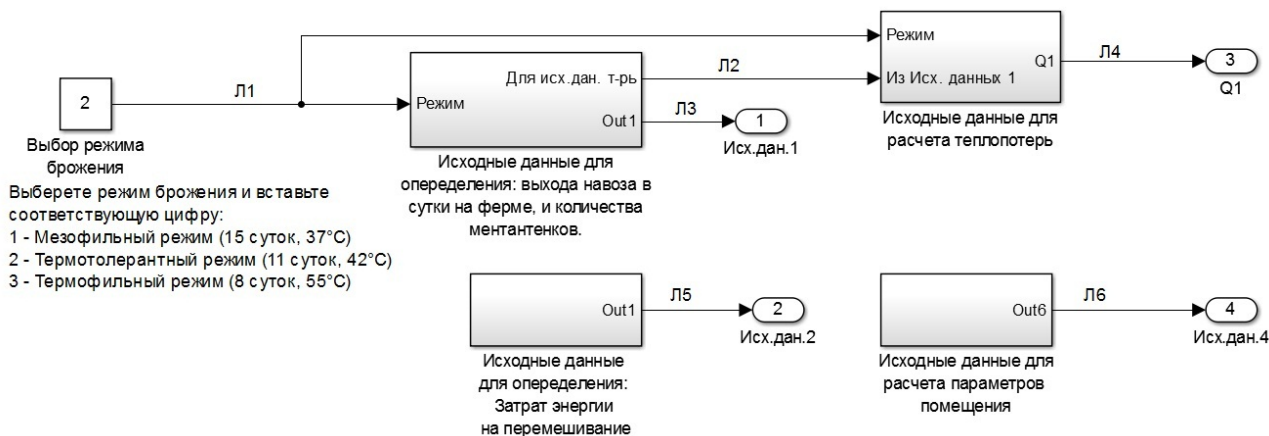 Режим
Из Исх. данных 1
Q1
Л4
3
Q1
Исходные данные для
расчета теплопотерь
2
Выбор режима
брожения
Л1
Режим
Для исх.дан. т-рь
Out1
Л2
Л3
1
Исх.дан.1
Исходные данные для
опеределения: выхода навоза в
сутки на ферме, и количества
ментантенков.
Выберете режим брожения и вставьте
соответствующую цифру:
1 - Мезофильный режим (15 суток, 37°C)
2 - Термотолерантный режим (11 суток, 42°C)
3 - Термофильный режим (8 суток, 55°C)
Out1
Л5
2
Исх.дан.2
Исходные данные
для опеределения:
Затрат энергии
на перемешивание
Out6
Л6
4
Исх.дан.4
Исходные данные для
расчета параметров
помещения